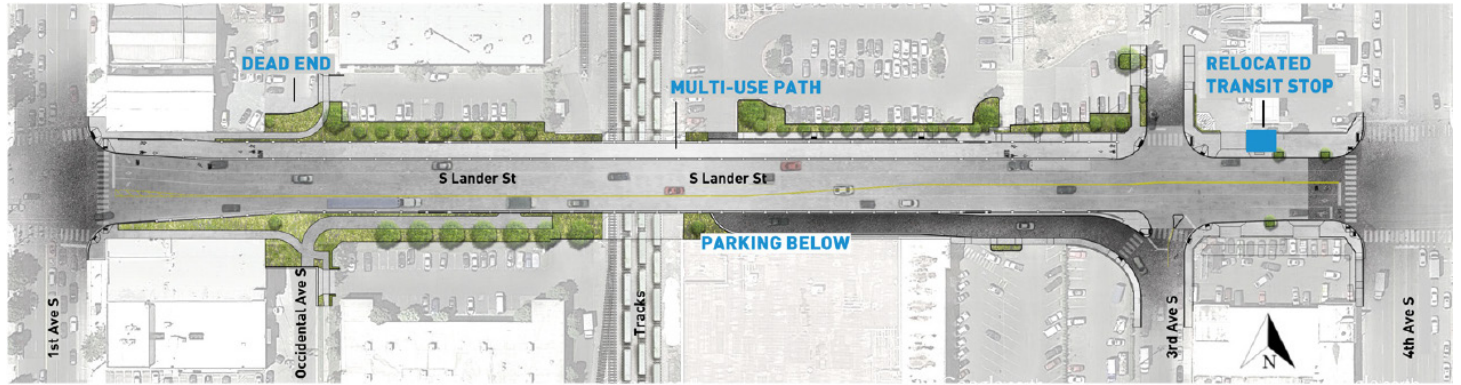 DEAD END
MULTI-USE PATH
RELOCATED
TRANSIT STOP
S Lander St
S Lander St
PARKING BELOW
1st Ave S
Occidental Ave S
Tracks
3rd Ave S
4th Ave S
N